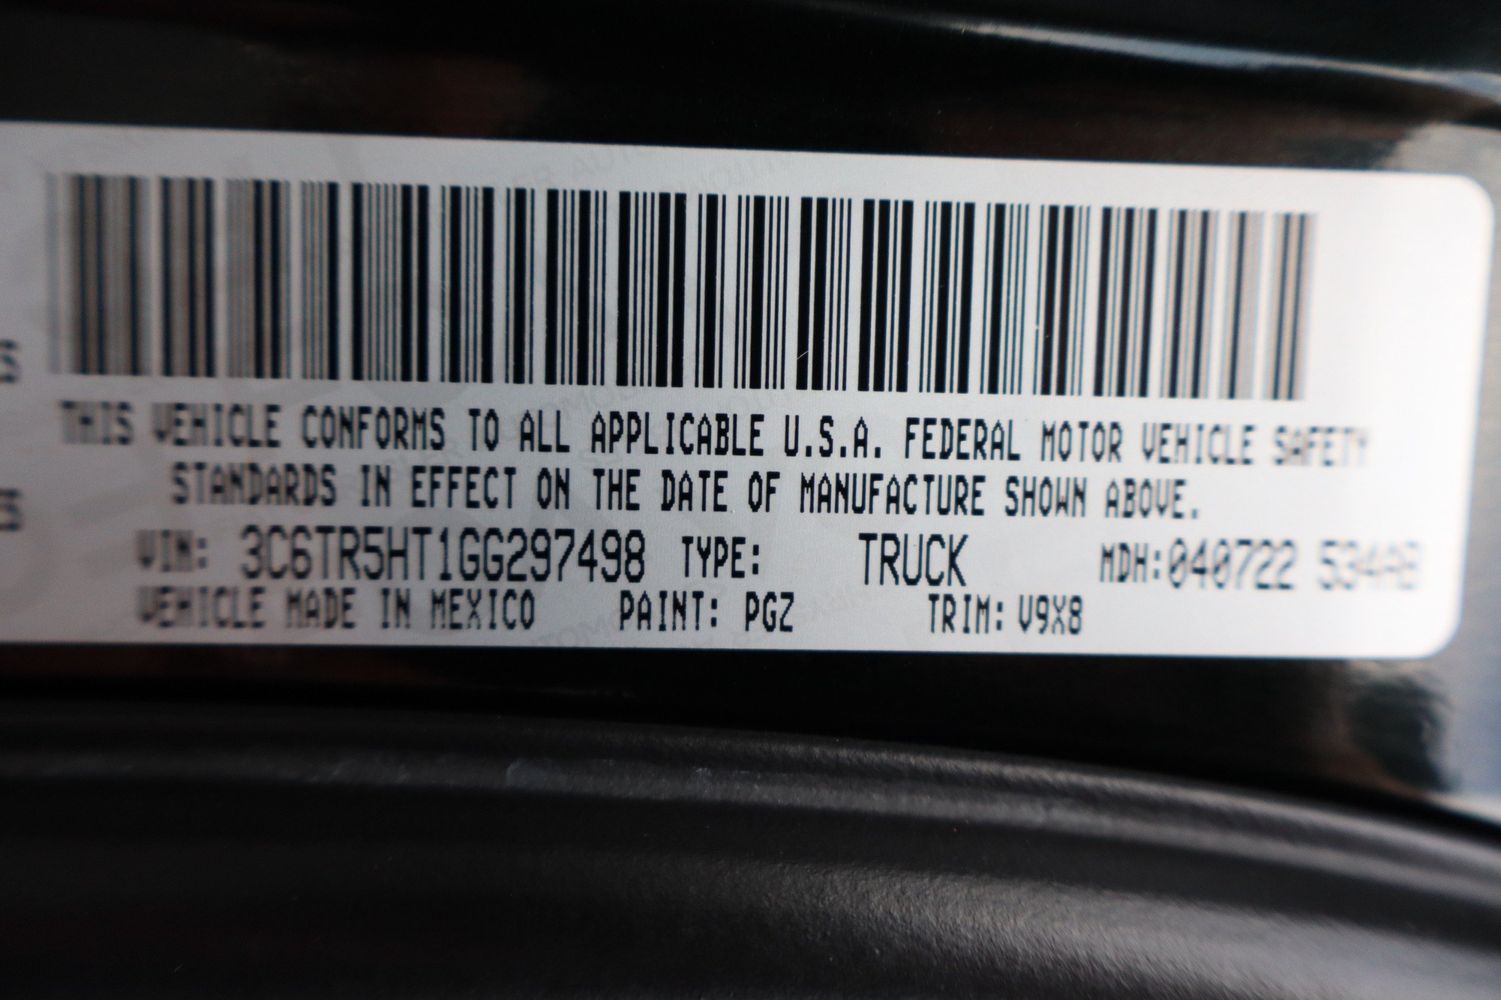 THIS VEHICLE CONFORMS TO ALL APPLICABLE U.S.A. FEDERAL MOTOR VEHICLE SAFETY
STANDARDS IN EFFECT ON THE DATE OF MANUFACTURE SHOWN ABOVE.
VIN: 3C6TR5HT1GG297498 TYPE: TRUCK MDH:040722
VEHICLE MADE IN MEXICO PAINT: PGZ TRIM: V9X8